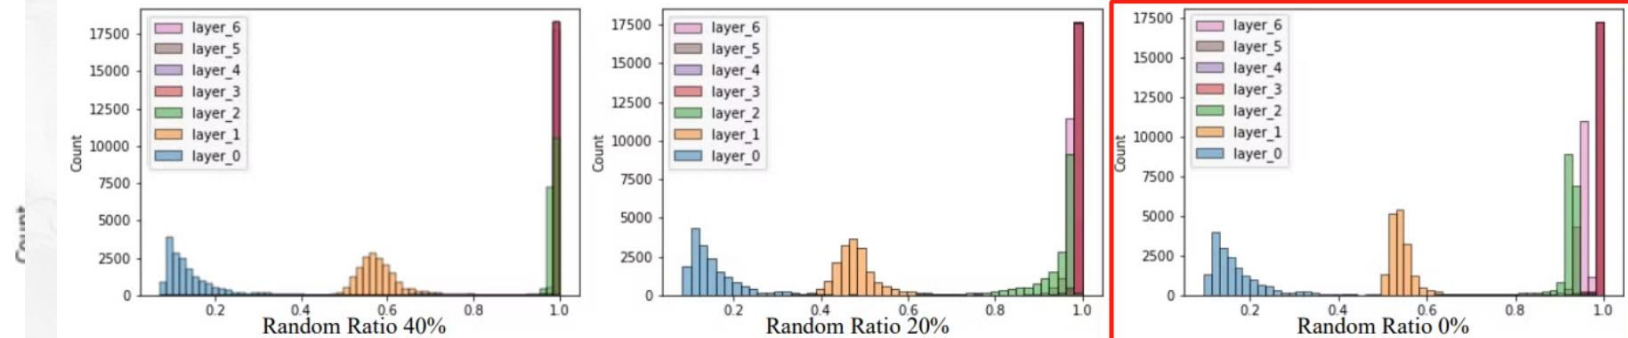 17500
15000
12500
10000
7500
5000
2500
0
Count
layer_6
layer_5
layer_4
layer_3
layer_2
layer_1
layer_0
0.2 0.4 0.6 0.8 1.0
Random Ratio 40%
17500
15000
12500
10000
7500
5000
2500
0
Count
layer_6
layer_5
layer_4
layer_3
layer_2
layer_1
layer_0
0.2 0.4 0.6 0.8 1.0
Random Ratio 20%
17500
15000
12500
10000
7500
5000
2500
0
Count
layer_6
layer_5
layer_4
layer_3
layer_2
layer_1
layer_0
0.2 0.4 0.6 0.8 1.0
Random Ratio 0%
Count